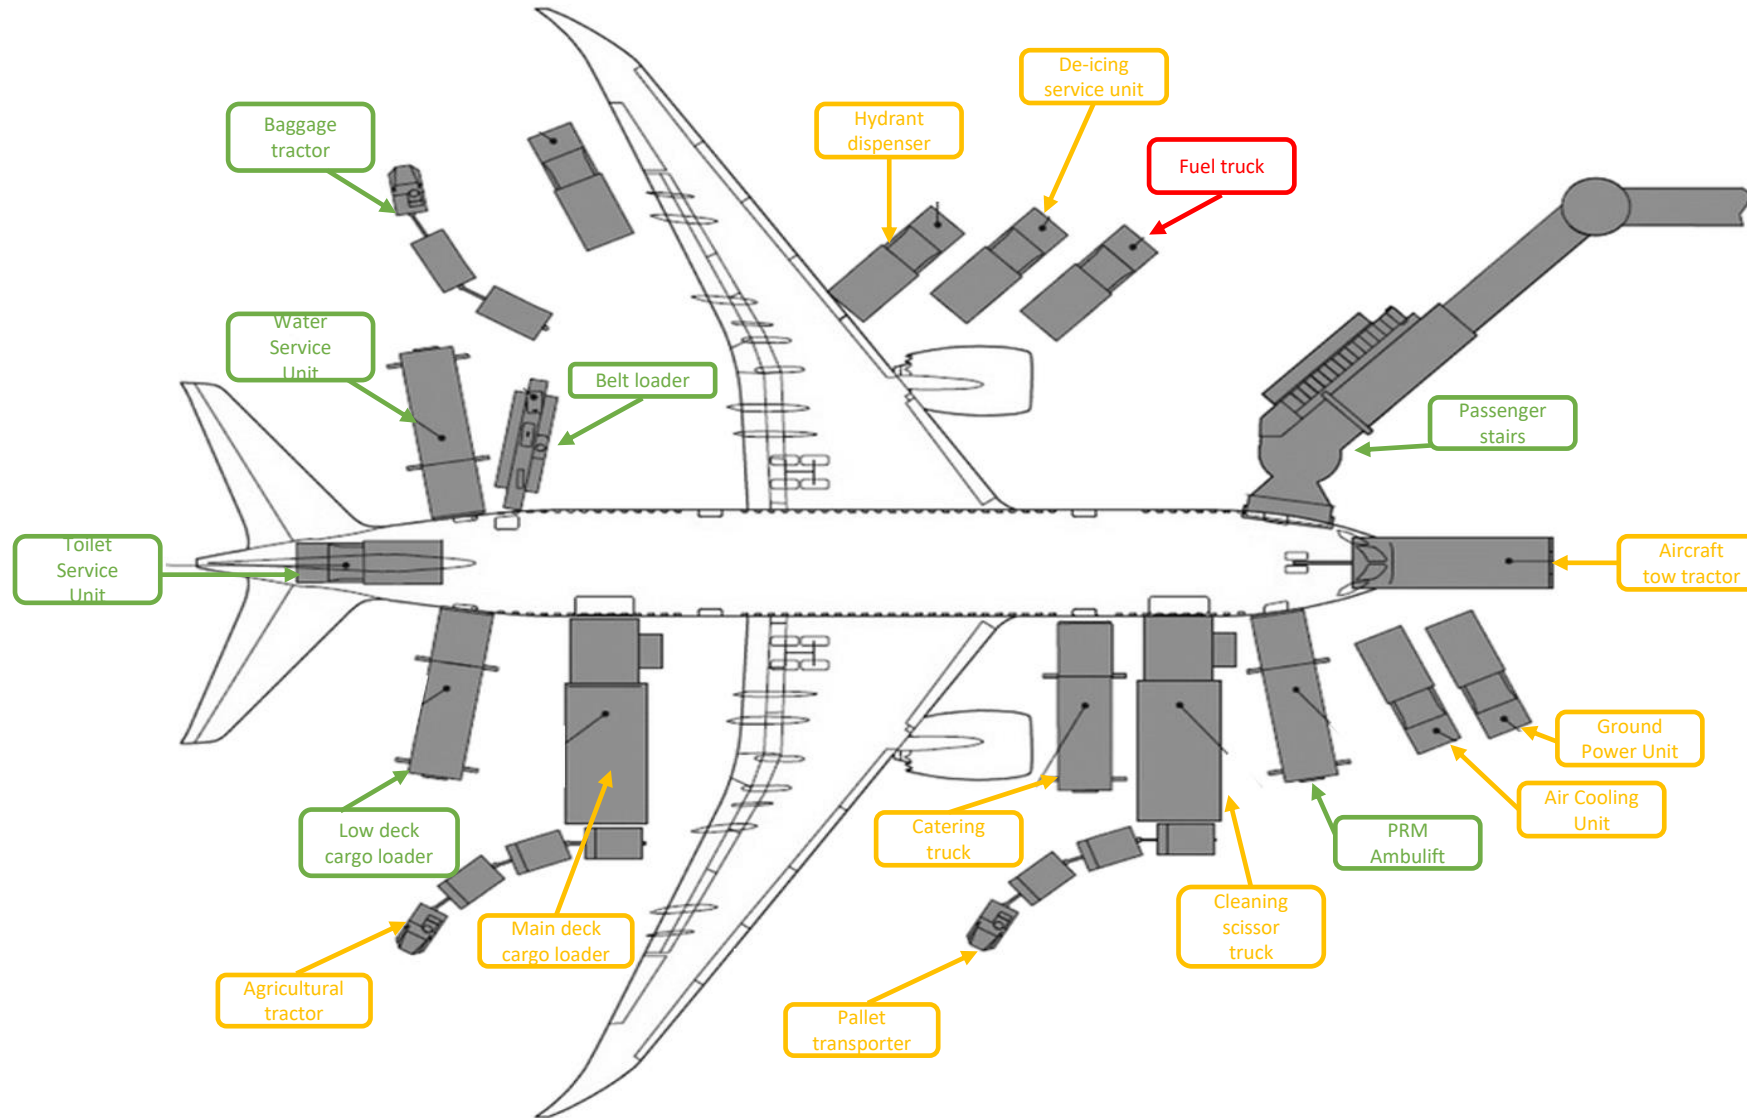 De-icing
service unit
Baggage
tractor
Hydrant
dispenser
Fuel truck
Water
Service
Unit
Belt loader
Passenger
stairs
Toilet
Service
Unit
Aircraft
tow tractor
Ground
Power Unit
Air Cooling
Unit
Low deck
cargo loader
Catering
truck
PRM
Ambulift
Main deck
cargo loader
Cleaning
scissor
truck
Agricultural
tractor
Pallet
transporter